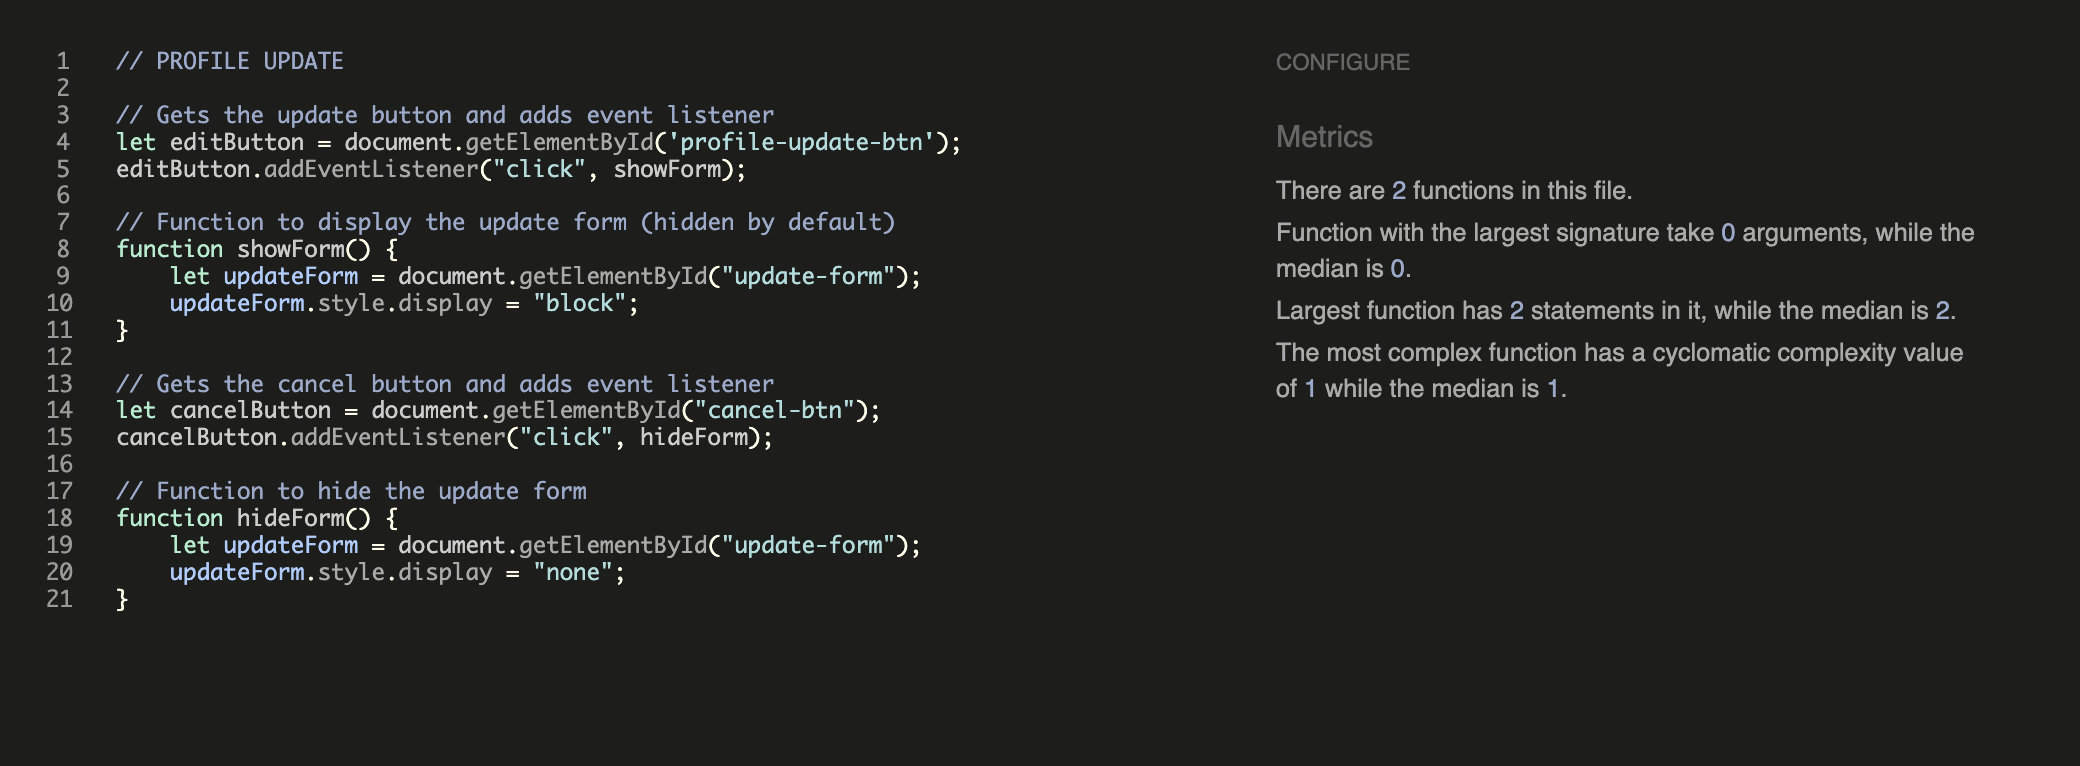 1 // PROFILE UPDATE
2
3 // Gets the update button and adds event listener
4 let editButton = document.getElementById('profile-update-btn');
5 editButton.addEventListener("click", showForm);
6
7 // Function to display the update form (hidden by default)
8 function showForm() {
9     let updateForm = document.getElementById("update-form");
10     updateForm.style.display = "block";
11 }
12
13 // Gets the cancel button and adds event listener
14 let cancelButton = document.getElementById("cancel-btn");
15 cancelButton.addEventListener("click", hideForm);
16
17 // Function to hide the update form
18 function hideForm() {
19     let updateForm = document.getElementById("update-form");
20     updateForm.style.display = "none";
21 }
CONFIGURE
Metrics
There are 2 functions in this file.
Function with the largest signature take 0 arguments, while the
median is 0.
Largest function has 2 statements in it, while the median is 2.
The most complex function has a cyclomatic complexity value
of 1 while the median is 1.